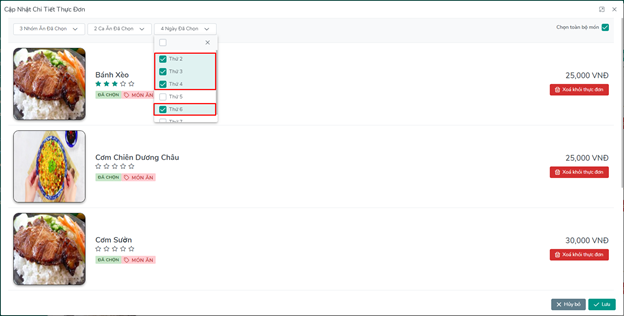 Cập Nhật Chi Tiết Thực Đơn
3 Nhóm Ăn Đã Chọn
2 Ca Ăn Đã Chọn
4 Ngày Đã Chọn
Chọn toàn bộ món
Thứ 2
Thứ 3
Thứ 4
Thứ 5
Thứ 6
Thứ 7
Bánh Xèo
ĐÃ CHỌN MÓN ĂN
25,000 VNĐ
Xoá khỏi thực đơn
Cơm Chiên Dương Châu
ĐÃ CHỌN MÓN ĂN
25,000 VNĐ
Xoá khỏi thực đơn
Cơm Sườn
ĐÃ CHỌN MÓN ĂN
30,000 VNĐ
Xoá khỏi thực đơn
Hủy bỏ
Lưu